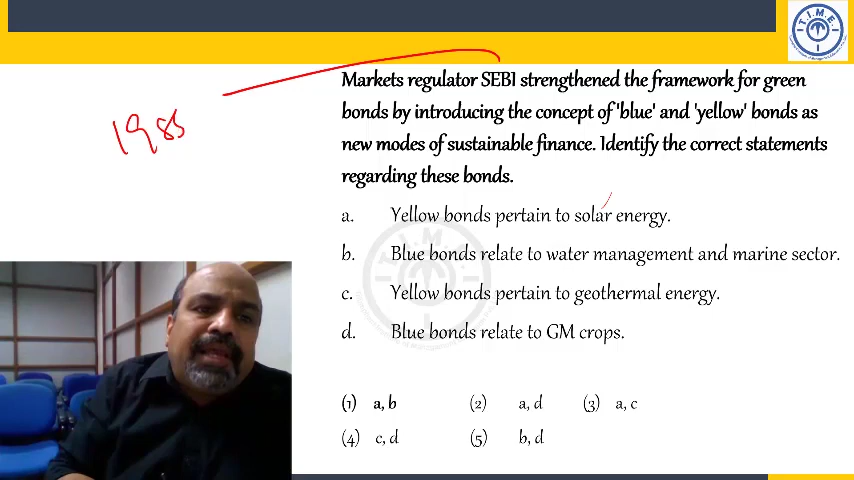 T.I.M.E.
Markets regulator SEBI strengthened the framework for green
bonds by introducing the concept of 'blue' and 'yellow' bonds as
new modes of sustainable finance. Identify the correct statements
regarding these bonds.
1985
a. Yellow bonds pertain to solar energy.
b. Blue bonds relate to water management and marine sector.
c. Yellow bonds pertain to geothermal energy.
d. Blue bonds relate to GM crops.
(1) a, b (2) a, d (3) a, c
(4) c, d (5) b, d